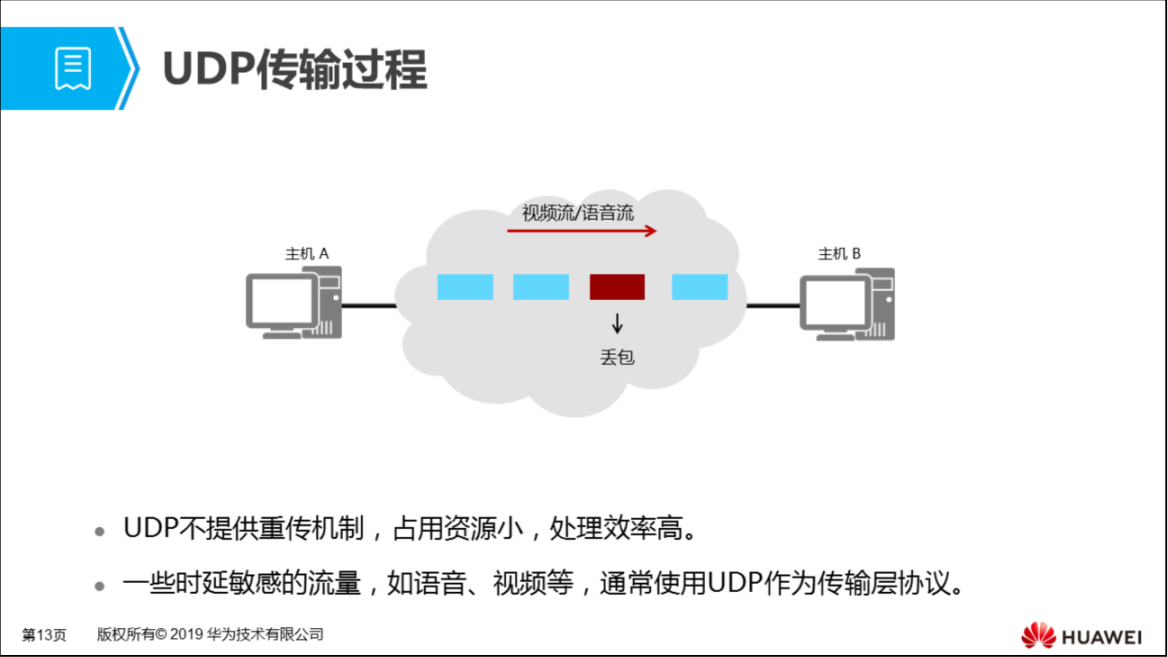 UDP传输过程
视频流/语音流
主机 A
主机 B
丢包
UDP不提供重传机制，占用资源小，处理效率高。
一些时延敏感的流量，如语音、视频等，通常使用UDP作为传输层协议。
第13页 版权所有© 2019 华为技术有限公司
HUAWEI